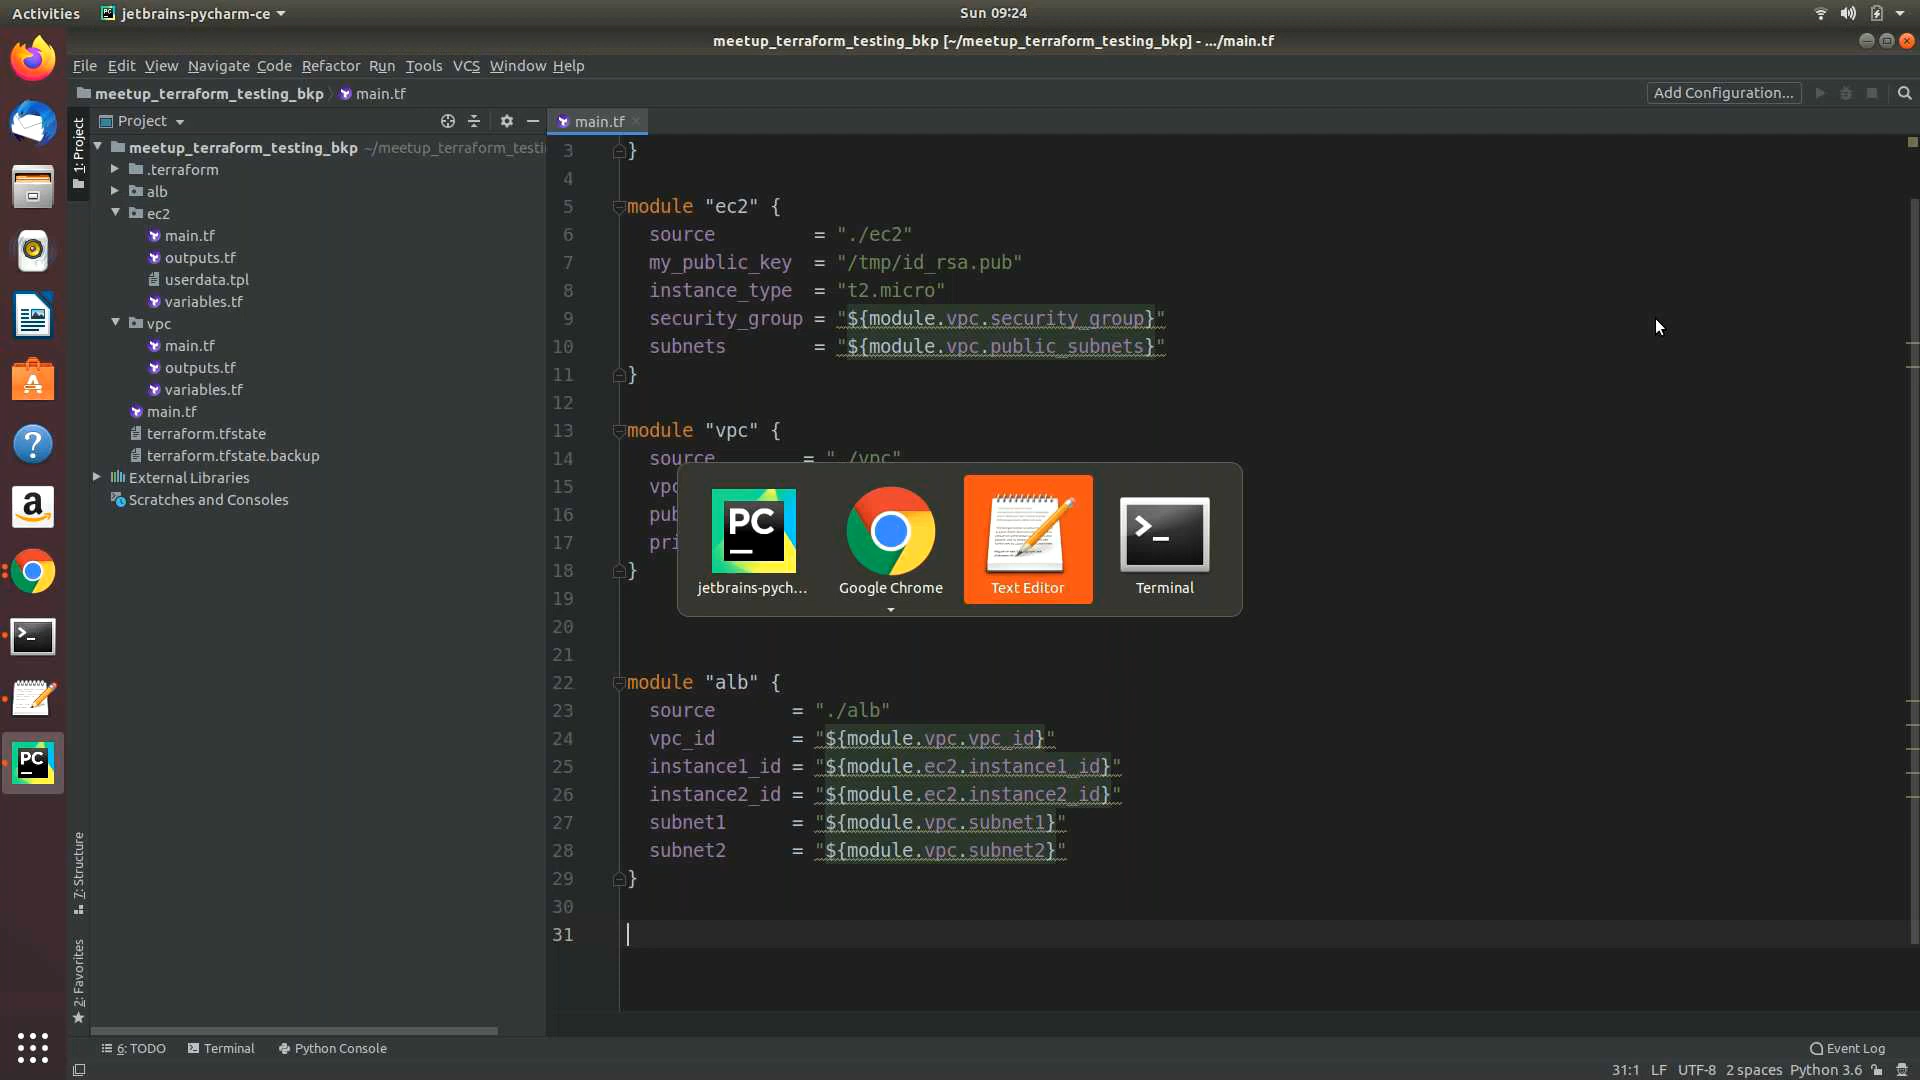 Activities
jetbrains-pycharm-ce
Sun 09:24
meetup_terraform_testing_bkp [~/meetup_terraform_testing_bkp] - .../main.tf
File Edit View Navigate Code Refactor Run Tools VCS Window Help
meetup_terraform_testing_bkp main.tf
Add Configuration...
1: Project
Project
main.tf
meetup_terraform_testing_bkp ~/meetup_terraform_testi
.terraform
alb
ec2
main.tf
outputs.tf
userdata.tpl
variables.tf
vpc
main.tf
outputs.tf
variables.tf
main.tf
terraform.tfstate
terraform.tfstate.backup
External Libraries
Scratches and Consoles
3 }
4
5 module "ec2" {
6 source = "./ec2"
7 my_public_key = "/tmp/id_rsa.pub"
8 instance_type = "t2.micro"
9 security_group = "${module.vpc.security_group}"
10 subnets = "${module.vpc.public_subnets}"
11 }
12
13 module "vpc" {
14 source = "./vpc"
15 vpc
16 pub
17 pri
18 }
19
20
21
22 module "alb" {
23 source = "./alb"
24 vpc_id = "${module.vpc.vpc_id}"
25 instance1_id = "${module.ec2.instance1_id}"
26 instance2_id = "${module.ec2.instance2_id}"
27 subnet1 = "${module.vpc.subnet1}"
28 subnet2 = "${module.vpc.subnet2}"
29 }
30
31
PC
jetbrains-pych...
Google Chrome
Text Editor
Terminal
7: Structure
2: Favorites
6: TODO
Terminal
Python Console
Event Log
31:1 LF UTF-8 2 spaces Python 3.6